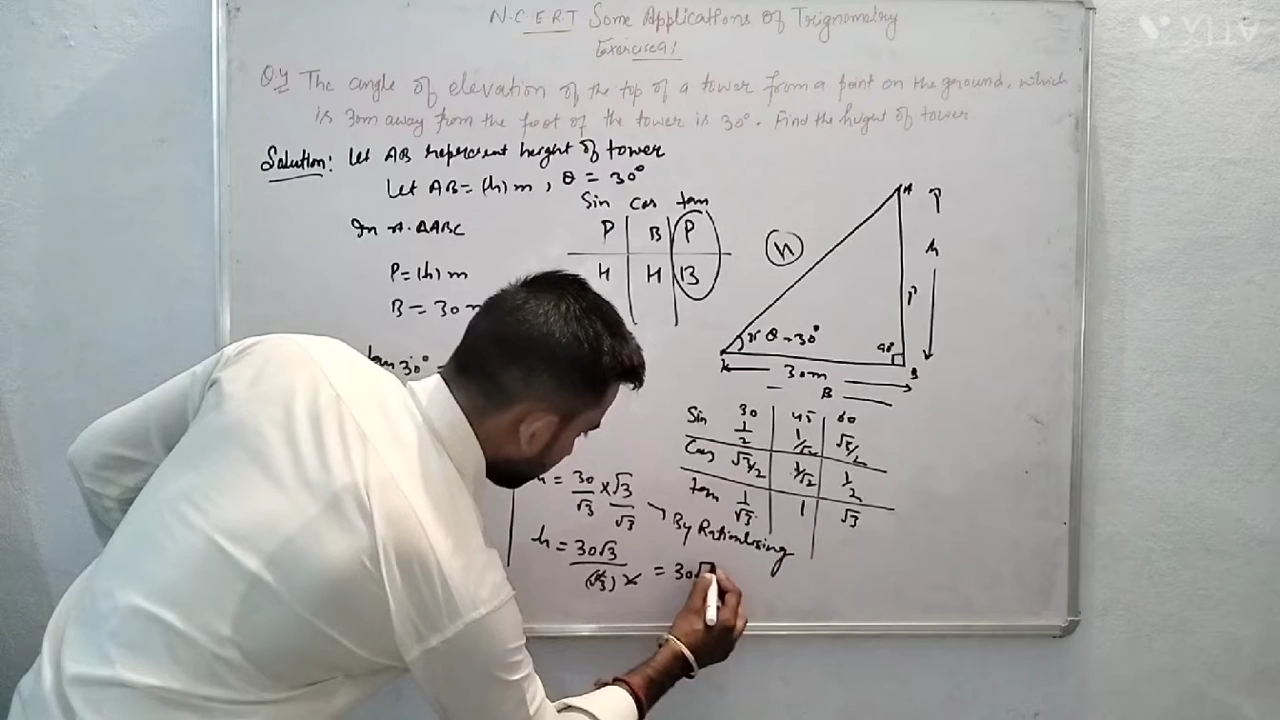 N.C.E.R.T Some Applications Of Trignometry
Exercise 9.1
Q.4 The angle of elevation of the top of a tower from a point on the ground, which
is 30m away from the foot of the tower is 30°. Find the height of tower
Solution: Let AB represent height of tower
Let AB = (h) m, θ = 30°
In r.t. ΔABC
P = (h) m
B = 30
tan 30°
Sin Cos tan
P B P
H H B
H
A
h
P
θ = 30°
90°
B
30m
B
Sin 30 45 60
1/2 1/√2 √3/2
Cos √3/2 1/√2 1/2
tan 1/√3 1 √3
h = 30/√3 × √3/√3
By Rationalising
h = 30√3/(√3)2 = 30√
VITA